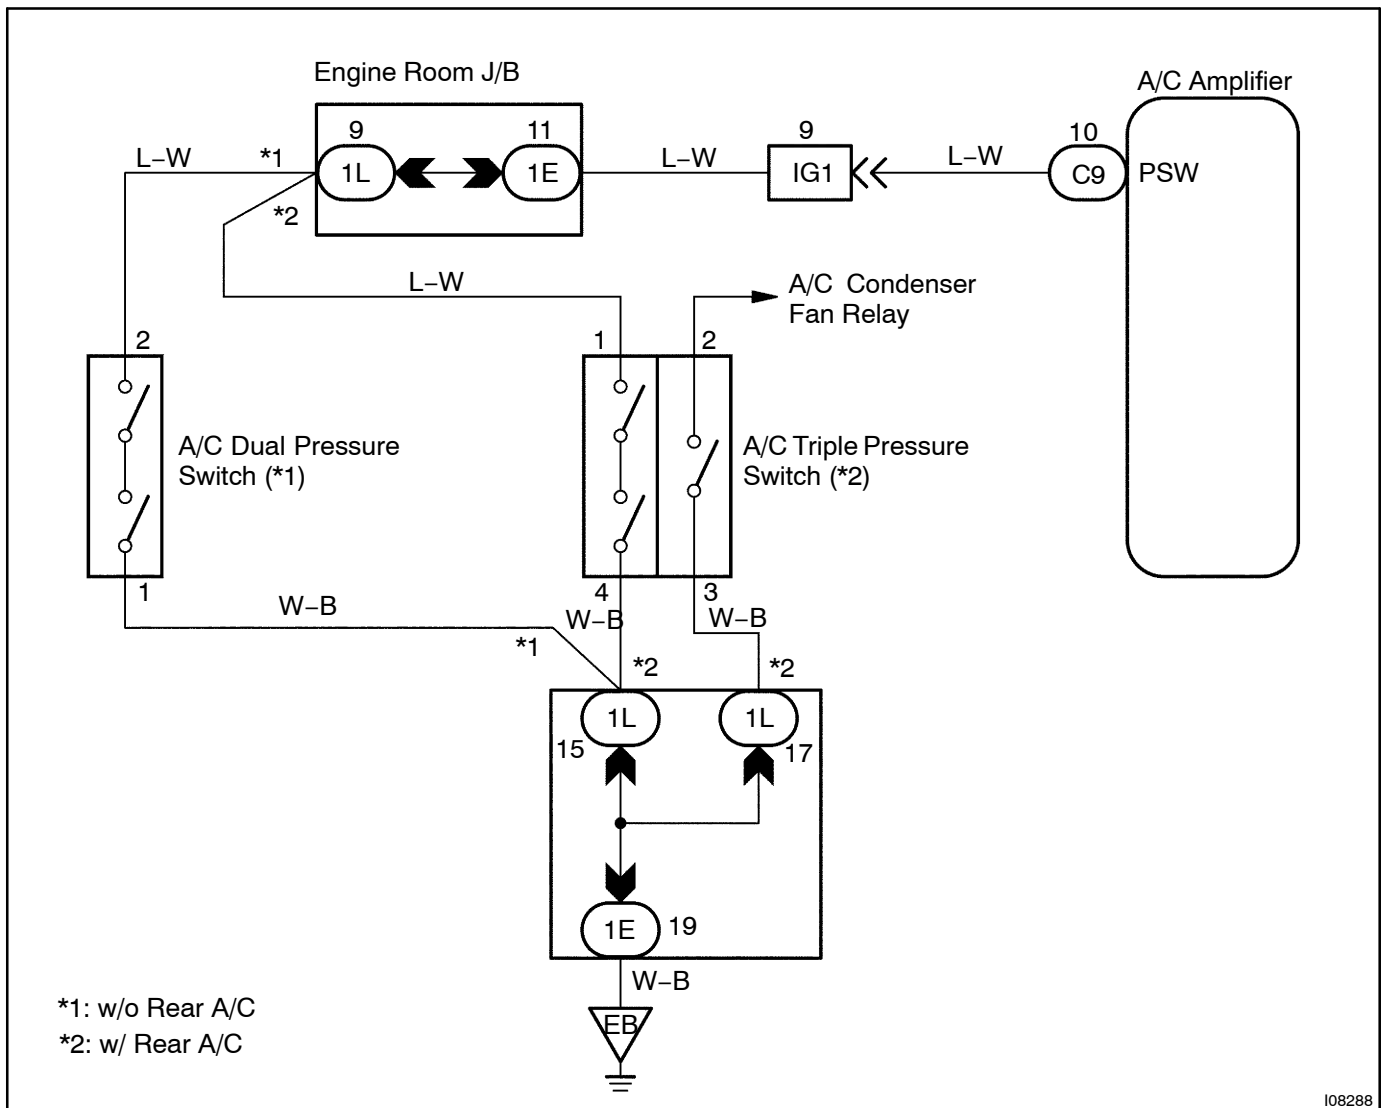 Engine Room J/B
A/C Amplifier
9
11
9
10
L–W
*1
1L
1E
L–W
IG1
L–W
C9
PSW
*2
L–W
A/C Condenser
Fan Relay
2
1
2
A/C Dual Pressure
Switch (*1)
A/C Triple Pressure
Switch (*2)
1
4
3
W–B
W–B
W–B
*1
*2
*2
1L
1L
15
17
1E
19
W–B
*1: w/o Rear A/C
*2: w/ Rear A/C
EB
I08288